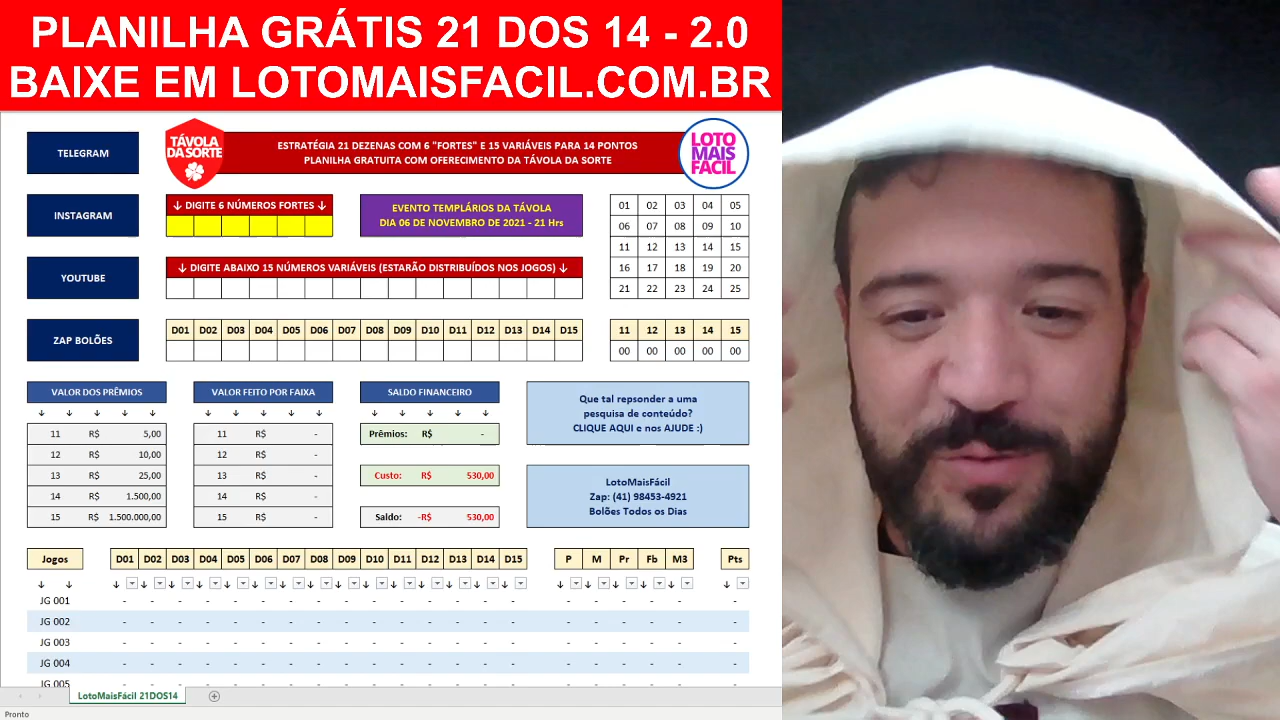 PLANILHA GRÁTIS 21 DOS 14 - 2.0
BAIXE EM LOTOMAISFACIL.COM.BR
TELEGRAM
TÁVOLA
DA SORTE
ESTRATÉGIA 21 DEZENAS COM 6 "FORTES" E 15 VARIÁVEIS PARA 14 PONTOS
PLANILHA GRATUITA COM OFERECIMENTO DA TÁVOLA DA SORTE
LOTO
MAIS
FACIL
INSTAGRAM
↓ DIGITE 6 NÚMEROS FORTES ↓
EVENTO TEMPLÁRIOS DA TÁVOLA
DIA 06 DE NOVEMBRO DE 2021 - 21 Hrs
01 02 03 04 05
06 07 08 09 10
11 12 13 14 15
16 17 18 19 20
21 22 23 24 25
YOUTUBE
↓ DIGITE ABAIXO 15 NÚMEROS VARIÁVEIS (ESTARÃO DISTRIBUÍDOS NOS JOGOS) ↓
ZAP BOLÕES
D01 D02 D03 D04 D05 D06 D07 D08 D09 D10 D11 D12 D13 D14 D15
11 12 13 14 15
00 00 00 00 00
VALOR DOS PRÊMIOS
↓ ↓ ↓ ↓ ↓
11 R$ 5,00
12 R$ 10,00
13 R$ 25,00
14 R$ 1.500,00
15 R$ 1.500.000,00
VALOR FEITO POR FAIXA
↓ ↓ ↓ ↓ ↓
11 R$ -
12 R$ -
13 R$ -
14 R$ -
15 R$ -
SALDO FINANCEIRO
↓ ↓ ↓ ↓ ↓
Prêmios: R$ -
Custo: R$ 530,00
Saldo: -R$ 530,00
Que tal repsonder a uma
pesquisa de conteúdo?
CLIQUE AQUI e nos AJUDE :)
LotoMaisFácil
Zap: (41) 98453-4921
Bolões Todos os Dias
Jogos D01 D02 D03 D04 D05 D06 D07 D08 D09 D10 D11 D12 D13 D14 D15 P M Pr Fb M3 Pts
↓ ↓ ↓ ↓ ↓ ↓ ↓ ↓ ↓ ↓ ↓ ↓ ↓ ↓ ↓ ↓ ↓ ↓ ↓ ↓ ↓ ↓ ↓
JG 001 - - - - - - - - - - - - - - - - - - - - -
JG 002 - - - - - - - - - - - - - - - - - - - - -
JG 003 - - - - - - - - - - - - - - - - - - - - -
JG 004 - - - - - - - - - - - - - - - - - - - - -
JG 005 - - - - - - - - - - - - - - - - - - - - -
LotoMaisFácil 21DOS14
Pronto